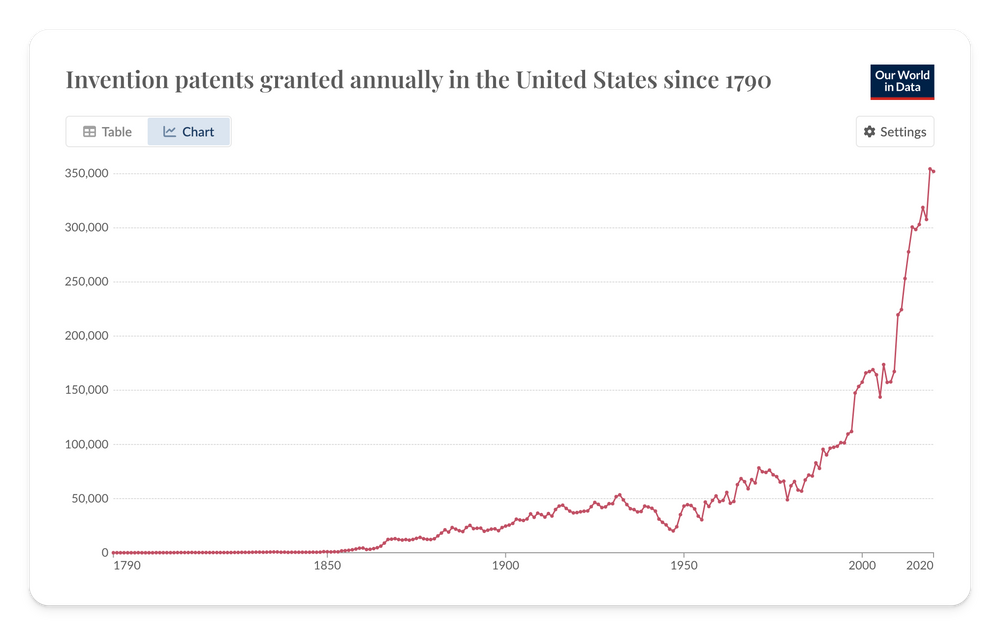 Invention patents granted annually in the United States since 1790
Our World
in Data
Table
Chart
Settings
350,000
300,000
250,000
200,000
150,000
100,000
50,000
0
1790
1850
1900
1950
2000
2020